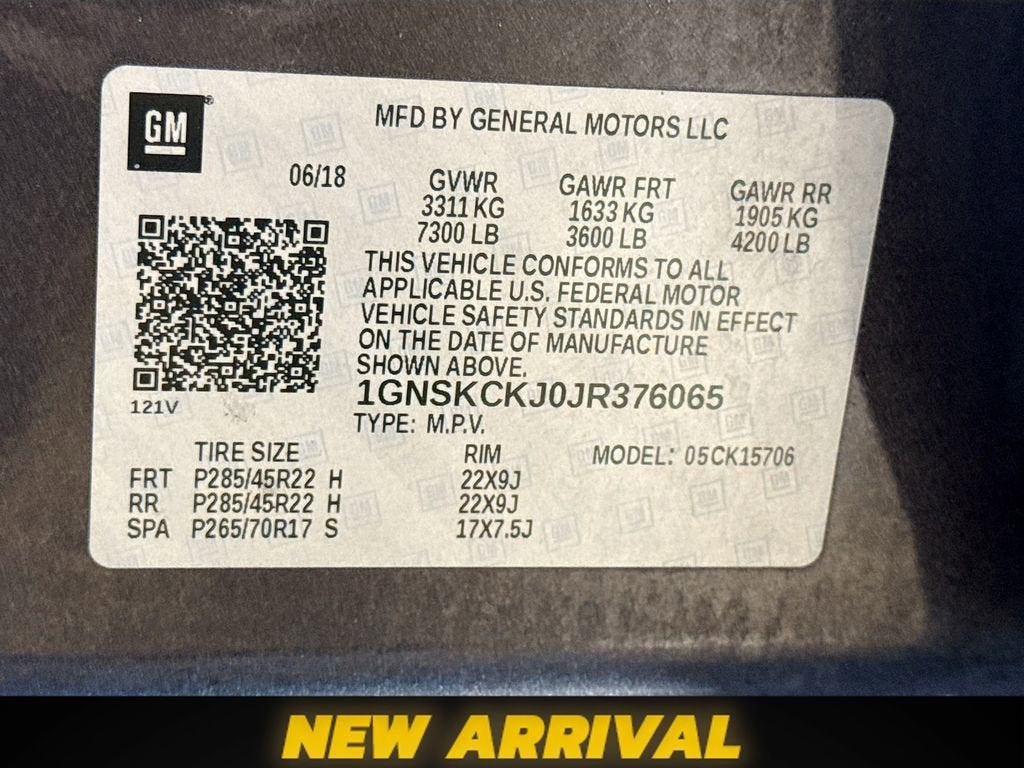 GM
MFD BY GENERAL MOTORS LLC
06/18 GVWR GAWR FRT GAWR RR
3311 KG 1633 KG 1905 KG
7300 LB 3600 LB 4200 LB
THIS VEHICLE CONFORMS TO ALL
APPLICABLE U.S. FEDERAL MOTOR
VEHICLE SAFETY STANDARDS IN EFFECT
ON THE DATE OF MANUFACTURE
SHOWN ABOVE.
1GNSKCKJ0JR376065
121V
TYPE: M.P.V.
TIRE SIZE RIM MODEL: 05CK15706
FRT P285/45R22 H 22X9J
RR P285/45R22 H 22X9J
SPA P265/70R17 S 17X7.5J
NEW ARRIVAL